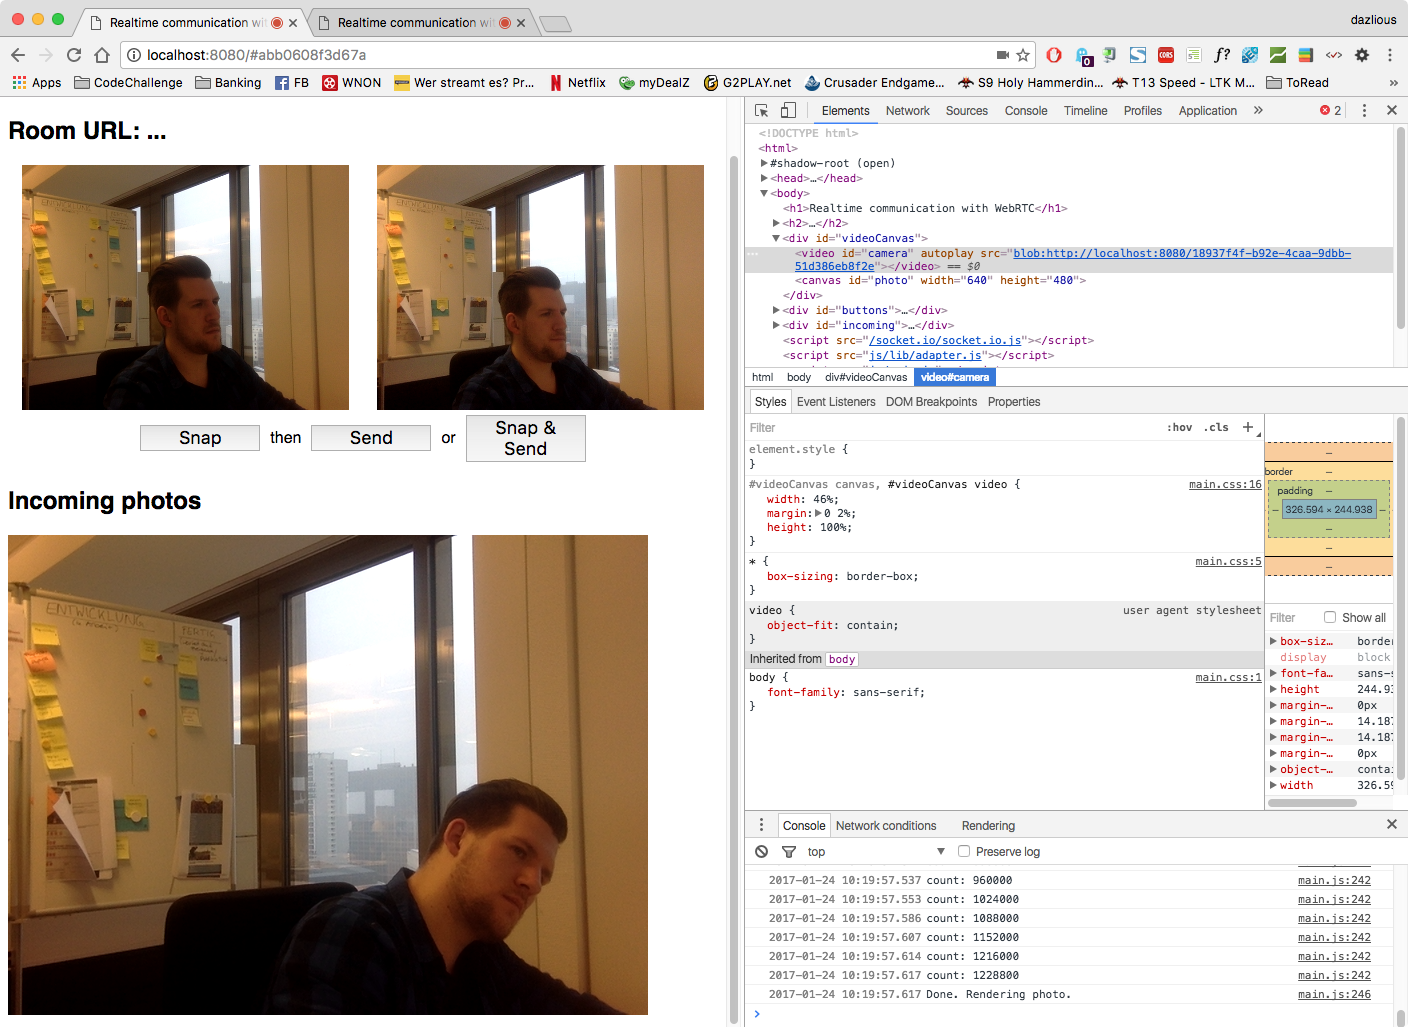 Realtime communication wit
Realtime communication wit
dazlious
localhost:8080/#abb0608f3d67a
0
CORS
f?
Apps
CodeChallenge
Banking
FB
WNON
Wer streamt es? Pr...
Netflix
myDealZ
G2PLAY.net
Crusader Endgame...
S9 Holy Hammerdin...
T13 Speed - LTK M...
ToRead
»
Room URL: ...
Snap then Send or Snap &
Send
Incoming photos
ENTWICKLUNG
FERTIG
Elements Network Sources Console Timeline Profiles Application » 2
<!DOCTYPE html>
<html>
#shadow-root (open)
<head>…</head>
<body>
<h1>Realtime communication with WebRTC</h1>
<h2>…</h2>
<div id="videoCanvas">
<video id="camera" autoplay src="blob:http://localhost:8080/18937f4f-b92e-4caa-9dbb-
51d386eb8f2e"></video> == $0
<canvas id="photo" width="640" height="480">
</div>
<div id="buttons">…</div>
<div id="incoming">…</div>
<script src="/socket.io/socket.io.js"></script>
<script src="js/lib/adapter.js"></script>
html body div#videoCanvas video#camera
Styles Event Listeners DOM Breakpoints Properties
Filter :hov .cls +
element.style {
}
#videoCanvas canvas, #videoCanvas video { main.css:16
width: 46%;
margin: 0 2%;
height: 100%;
}
* { main.css:5
box-sizing: border-box;
}
video { user agent stylesheet
object-fit: contain;
}
Inherited from body
body { main.css:1
font-family: sans-serif;
}
–
border –
padding –
– 326.594 × 244.938 –
–
–
–
Filter Show all
box-siz… border
display block
font-fa… sans-s
height 244.93
margin-… 0px
margin-… 14.187
margin-… 14.187
margin-… 0px
object-… contai
width 326.59
Console Network conditions Rendering
top Preserve log
2017-01-24 10:19:57.537 count: 960000 main.js:242
2017-01-24 10:19:57.553 count: 1024000 main.js:242
2017-01-24 10:19:57.586 count: 1088000 main.js:242
2017-01-24 10:19:57.607 count: 1152000 main.js:242
2017-01-24 10:19:57.614 count: 1216000 main.js:242
2017-01-24 10:19:57.617 count: 1228800 main.js:242
2017-01-24 10:19:57.617 Done. Rendering photo. main.js:246
>